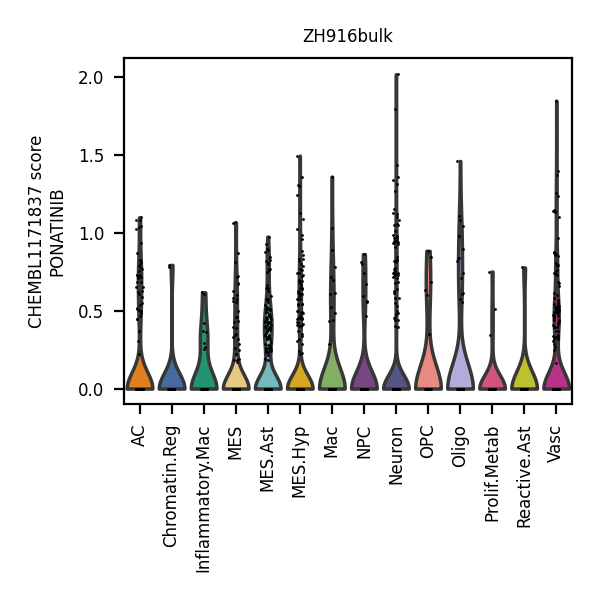 ZH916bulk
CHEMBL1171837 score
PONATINIB
2.0
1.5
1.0
0.5
0.0
AC
Chromatin.Reg
Inflammatory.Mac
MES
MES.Ast
MES.Hyp
Mac
NPC
Neuron
OPC
Oligo
Prolif.Metab
Reactive.Ast
Vasc